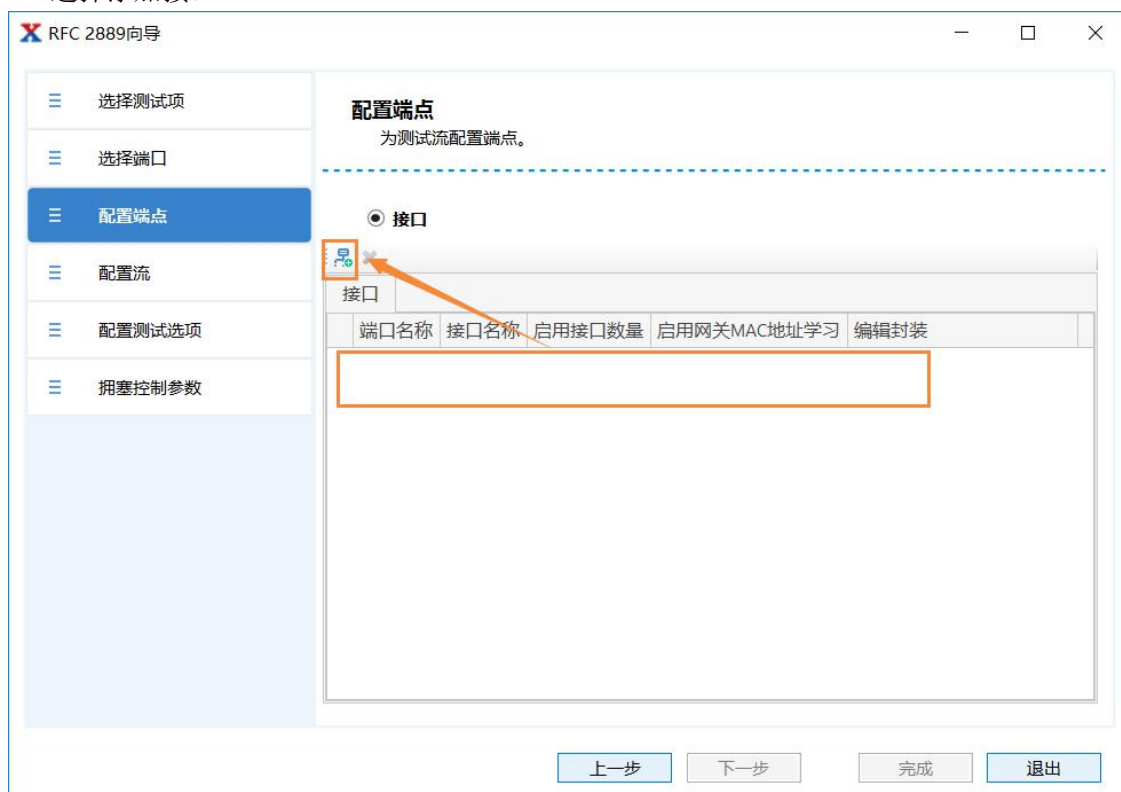 RFC 2889向导
选择测试项
选择端口
配置端点
配置流
配置测试选项
拥塞控制参数
配置端点
为测试流配置端点。
接口
接口
端口名称 接口名称 启用接口数量 启用网关MAC地址学习 编辑封装
上一步 下一步 完成 退出